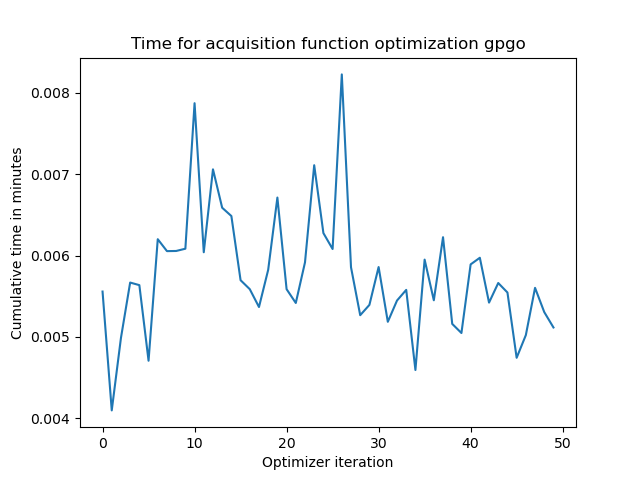 Time for acquisition function optimization gpgo
0.008
0.007
0.006
0.005
0.004
Cumulative time in minutes
0 10 20 30 40 50
Optimizer iteration